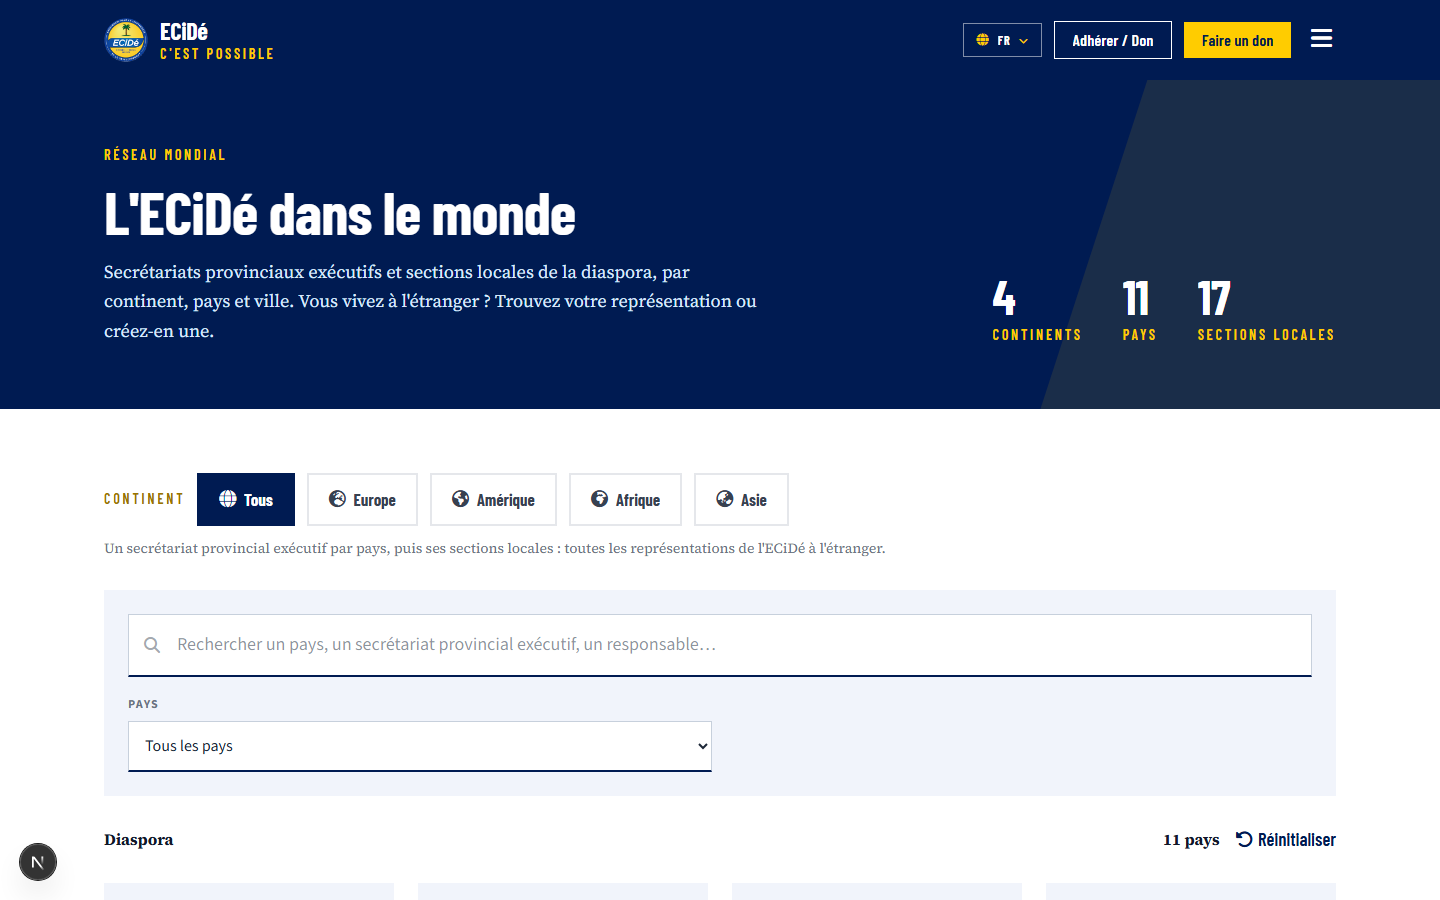 ECiDé
C'EST POSSIBLE
ECiDé
FR
Adhérer / Don
Faire un don
RÉSEAU MONDIAL
L'ECiDé dans le monde
Secrétariats provinciaux exécutifs et sections locales de la diaspora, par
continent, pays et ville. Vous vivez à l'étranger ? Trouvez votre représentation ou
créez-en une.
4
CONTINENTS
11
PAYS
17
SECTIONS LOCALES
CONTINENT
Tous
Europe
Amérique
Afrique
Asie
Un secrétariat provincial exécutif par pays, puis ses sections locales : toutes les représentations de l'ECiDé à l'étranger.
Rechercher un pays, un secrétariat provincial exécutif, un responsable…
PAYS
Tous les pays
Diaspora
11 pays
Réinitialiser
N